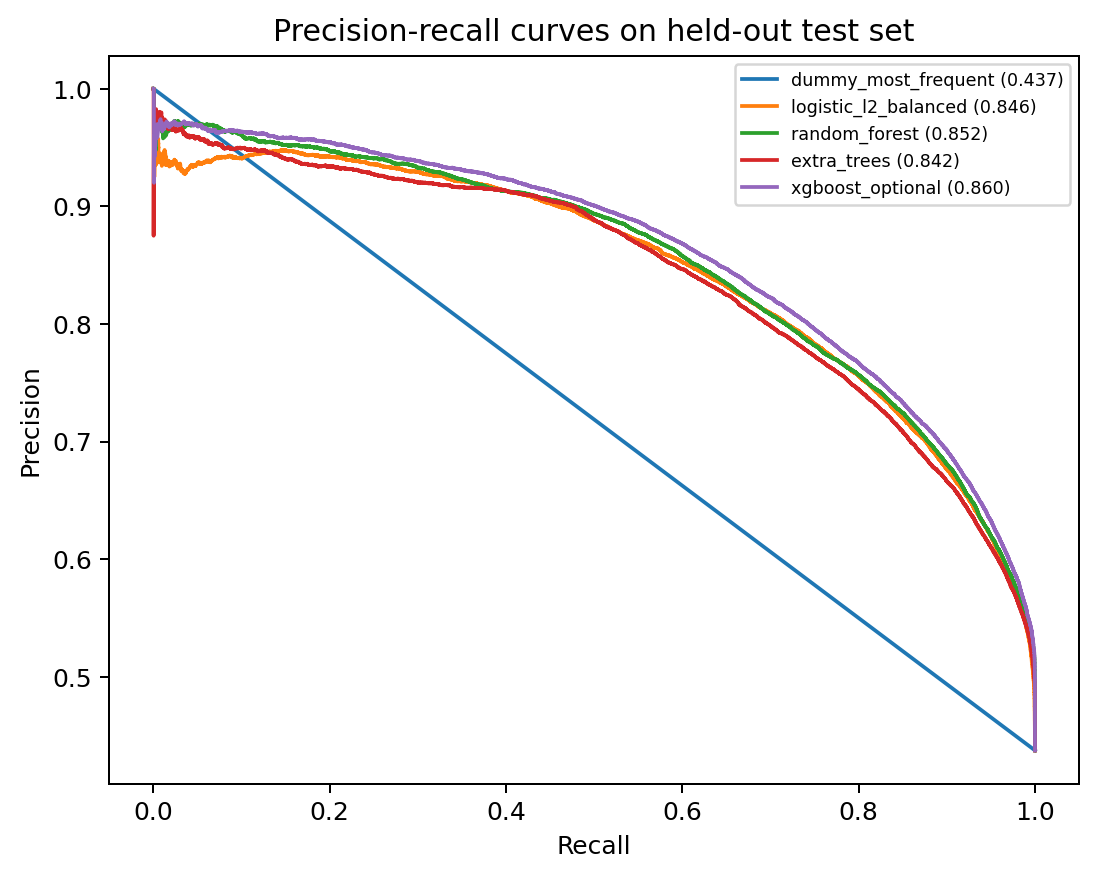 Precision-recall curves on held-out test set
dummy_most_frequent (0.437)
logistic_l2_balanced (0.846)
random_forest (0.852)
extra_trees (0.842)
xgboost_optional (0.860)
Precision
1.0
0.9
0.8
0.7
0.6
0.5
0.0 0.2 0.4 0.6 0.8 1.0
Recall